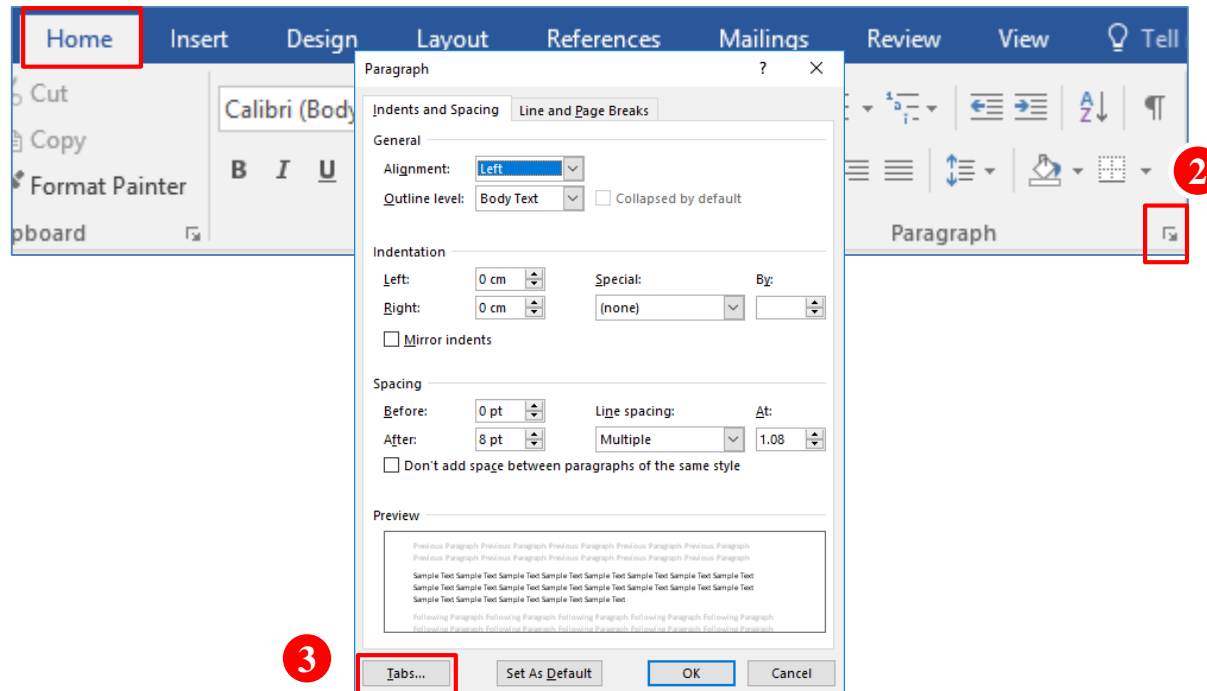 Home Insert Design Layout References Mailings Review View Tell
Cut
Copy
Format Painter
pboard
Calibri (Body
B I U
Paragraph
2
Paragraph ? ×
Indents and Spacing Line and Page Breaks
General
Alignment: Left
Outline level: Body Text Collapsed by default
Indentation
Left: 0 cm Special: By:
Right: 0 cm (none)
Mirror indents
Spacing
Before: 0 pt Line spacing: At:
After: 8 pt Multiple 1.08
Don't add space between paragraphs of the same style
Preview
Previous Paragraph Previous Paragraph Previous Paragraph Previous Paragraph Previous Paragraph
Previous Paragraph Previous Paragraph Previous Paragraph Previous Paragraph Previous Paragraph
Sample Text Sample Text Sample Text Sample Text Sample Text Sample Text Sample Text Sample Text
Sample Text Sample Text Sample Text Sample Text Sample Text Sample Text Sample Text Sample Text
Sample Text Sample Text Sample Text Sample Text Sample Text
Following Paragraph Following Paragraph Following Paragraph Following Paragraph Following Paragraph
Following Paragraph Following Paragraph Following Paragraph Following Paragraph Following Paragraph
3
Tabs... Set As Default OK Cancel